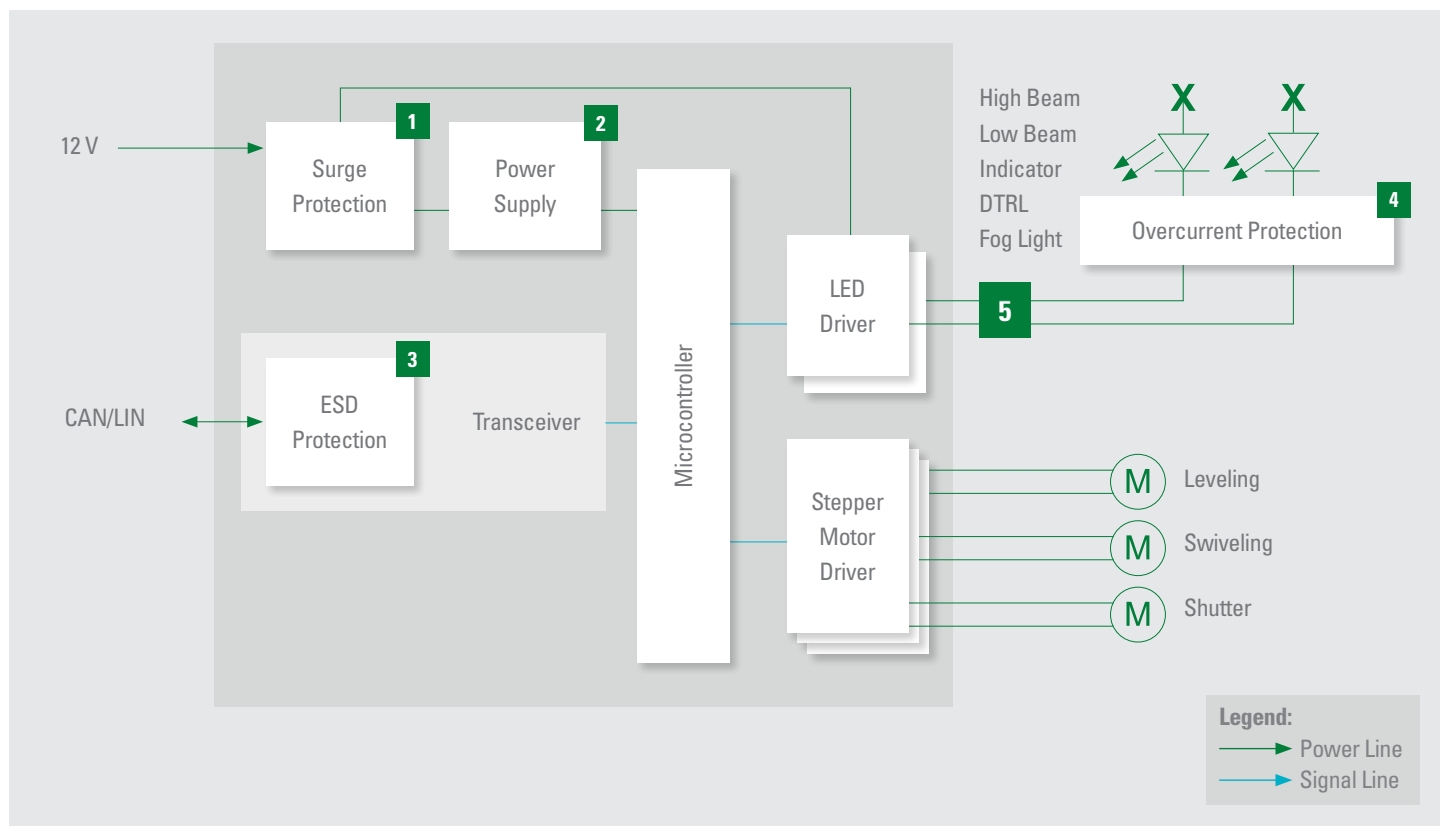 12 V
1
Surge
Protection
2
Power
Supply
CAN/LIN
3
ESD
Protection
Transceiver
Microcontroller
LED
Driver
Stepper
Motor
Driver
High Beam
Low Beam
Indicator
DTRL
Fog Light
X
X
4
Overcurrent Protection
5
M
Leveling
M
Swiveling
M
Shutter
Legend:
Power Line
Signal Line